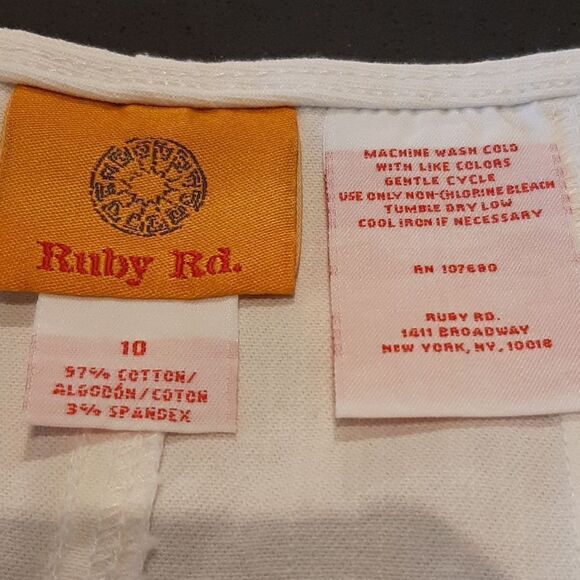 Ruby Rd.
10
97% COTTON/
ALGODÓN/COTON
3% SPANDEX
MACHINE WASH COLD
WITH LIKE COLORS
GENTLE CYCLE
USE ONLY NON-CHLORINE BLEACH
TUMBLE DRY LOW
COOL IRON IF NECESSARY
RN 107680
RUBY RD.
1411 BROADWAY
NEW YORK, NY, 10018